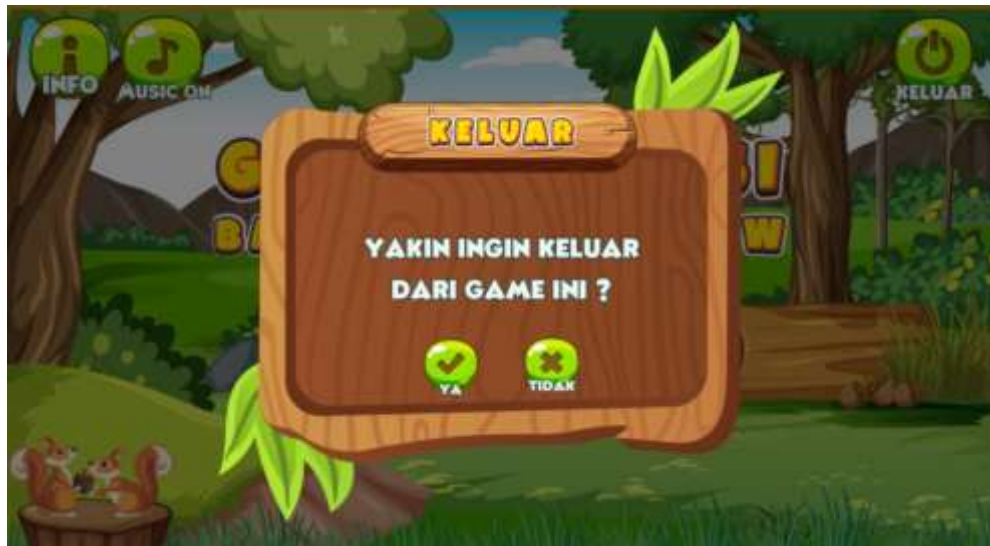 INFO
MUSIC ON
KELUAR
KELUAR
YAKIN INGIN KELUAR
DARI GAME INI ?
YA
TIDAK